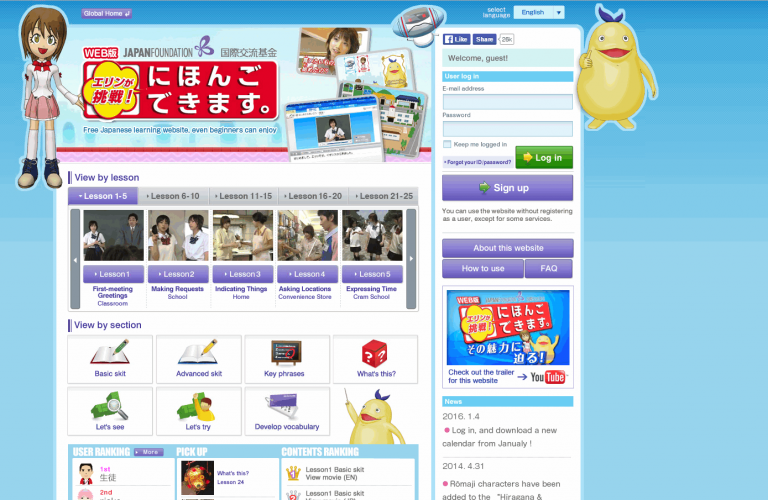 Global Home
select
language
English
WEB版 JAPANFOUNDATION 国際交流基金
エリンが
挑戦!
にほんご
できます。
Free Japanese learning website, even beginners can enjoy
Like Share 26k
Welcome, guest!
User log in
E-mail address
Password
Keep me logged in
Forgot your ID/password?
Log in
Sign up
You can use the website without registering
as a user, except for some services.
About this website
How to use
FAQ
View by lesson
Lesson 1-5
Lesson 6-10
Lesson 11-15
Lesson 16-20
Lesson 21-25
Lesson1
Lesson2
Lesson3
Lesson4
Lesson5
First-meeting
Greetings
Classroom
Making Requests
School
Indicating Things
Home
Asking Locations
Convenience Store
Expressing Time
Cram School
View by section
Basic skit
Advanced skit
Key phrases
What's this?
Let's see
Let's try
Develop vocabulary
WEB版
エリンが
挑戦!
にほんご
できます。
その魅力に
迫る!
Check out the trailer
for this website
YouTube
News
2016. 1.4
Log in, and download a new
calendar from Janualy !
2014. 4.31
Rōmaji characters have been
added to the "Hiragana &
USER RANKING
More
1st
生徒
2nd
PICK UP
What's this?
Lesson 24
CONTENTS RANKING
Lesson1 Basic skit
View movie (EN)
Lesson1 Basic skit